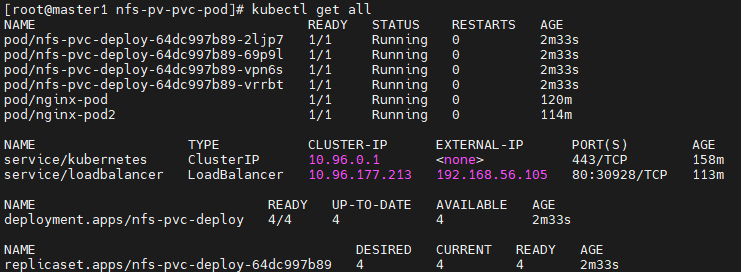 [root@master1 nfs-pv-pvc-pod]# kubectl get all
NAME READY STATUS RESTARTS AGE
pod/nfs-pvc-deploy-64dc997b89-2ljp7 1/1 Running 0 2m33s
pod/nfs-pvc-deploy-64dc997b89-69p9l 1/1 Running 0 2m33s
pod/nfs-pvc-deploy-64dc997b89-vpn6s 1/1 Running 0 2m33s
pod/nfs-pvc-deploy-64dc997b89-vrrbt 1/1 Running 0 2m33s
pod/nginx-pod 1/1 Running 0 120m
pod/nginx-pod2 1/1 Running 0 114m
NAME TYPE CLUSTER-IP EXTERNAL-IP PORT(S) AGE
service/kubernetes ClusterIP 10.96.0.1 <none> 443/TCP 158m
service/loadbalancer LoadBalancer 10.96.177.213 192.168.56.105 80:30928/TCP 113m
NAME READY UP-TO-DATE AVAILABLE AGE
deployment.apps/nfs-pvc-deploy 4/4 4 4 2m33s
NAME DESIRED CURRENT READY AGE
replicaset.apps/nfs-pvc-deploy-64dc997b89 4 4 4 2m33s